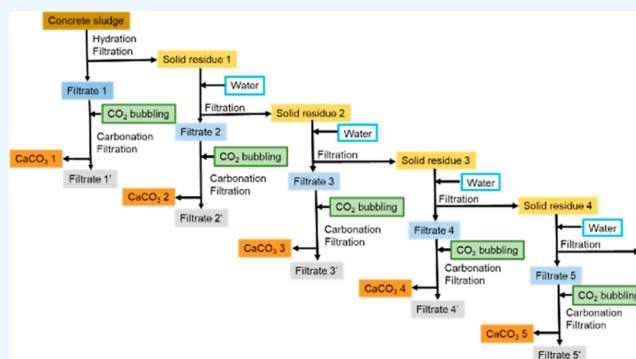 Concrete sludge
Hydration
Filtration
Solid residue 1
Filtrate 1
Water
CO₂ bubbling
Filtration
Solid residue 2
Carbonation
Filtration
Filtrate 2
Water
CaCO₃ 1
Filtrate 1'
CO₂ bubbling
Filtration
Solid residue 3
Carbonation
Filtration
Filtrate 3
Water
CaCO₃ 2
Filtrate 2'
CO₂ bubbling
Filtration
Solid residue 4
Carbonation
Filtration
Filtrate 4
Water
CaCO₃ 3
Filtrate 3'
CO₂ bubbling
Filtration
Carbonation
Filtration
Filtrate 5
CaCO₃ 4
Filtrate 4'
CO₂ bubbling
Carbonation
Filtration
CaCO₃ 5
Filtrate 5'